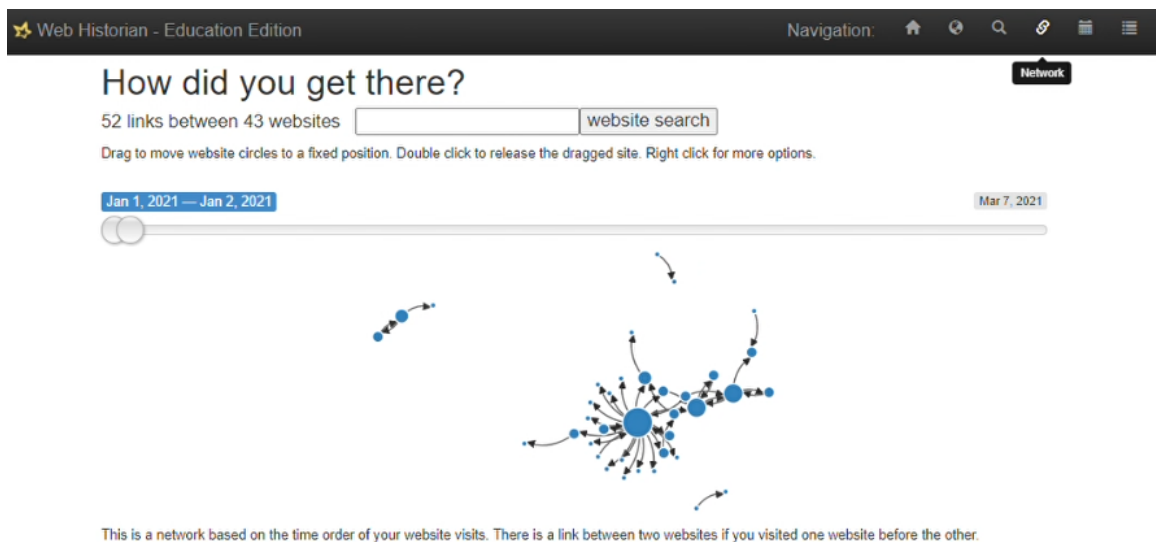 Web Historian - Education Edition
Navigation:
Network
How did you get there?
52 links between 43 websites
website search
Drag to move website circles to a fixed position. Double click to release the dragged site. Right click for more options.
Jan 1, 2021 — Jan 2, 2021
Mar 7, 2021
This is a network based on the time order of your website visits. There is a link between two websites if you visited one website before the other.